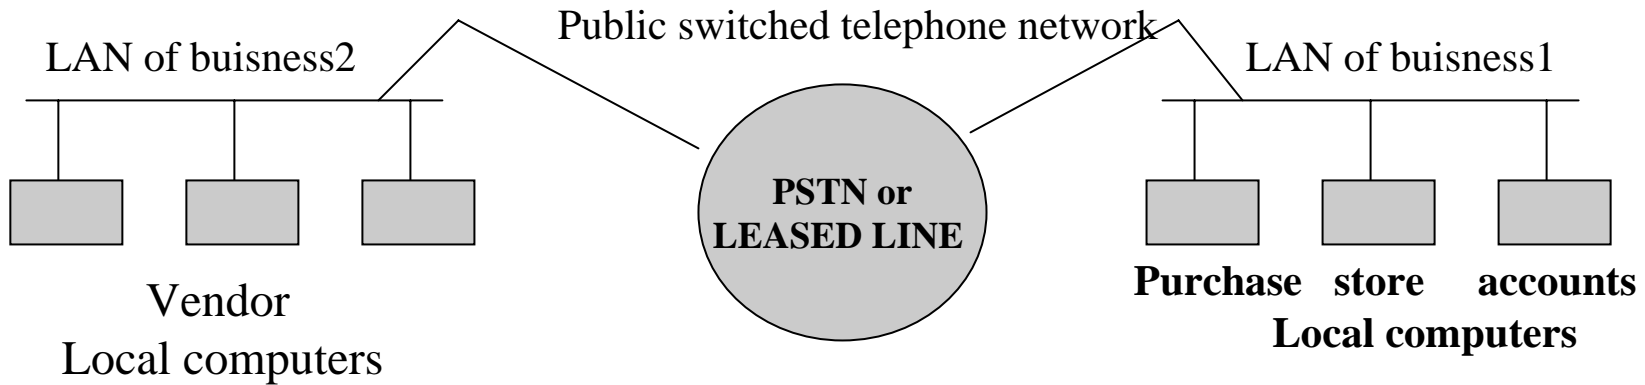 Public switched telephone network
LAN of buisness2
LAN of buisness1
PSTN or
LEASED LINE
Vendor
Local computers
Purchase store accounts
Local computers